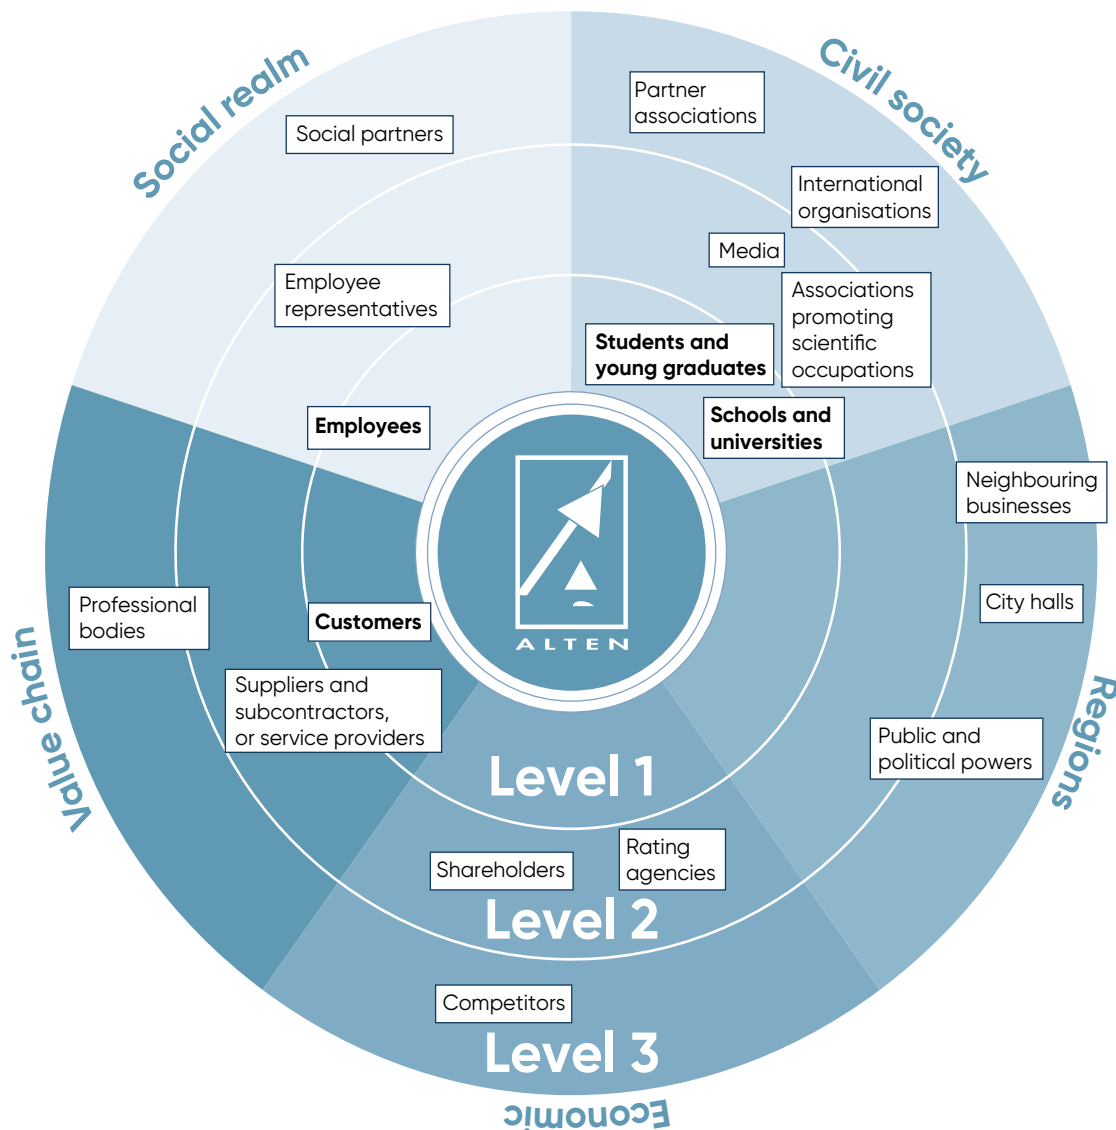 Social realm
Civil society
Social partners
Partner
associations
International
organisations
Media
Employee
representatives
Associations
promoting
scientific
occupations
Students and
young graduates
Employees
Schools and
universities
Neighbouring
businesses
City halls
ALTEN
Professional
bodies
Customers
Suppliers and
subcontractors,
or service providers
Public and
political powers
Value chain
Regions
Level 1
Shareholders
Rating
agencies
Level 2
Competitors
Level 3
Economic